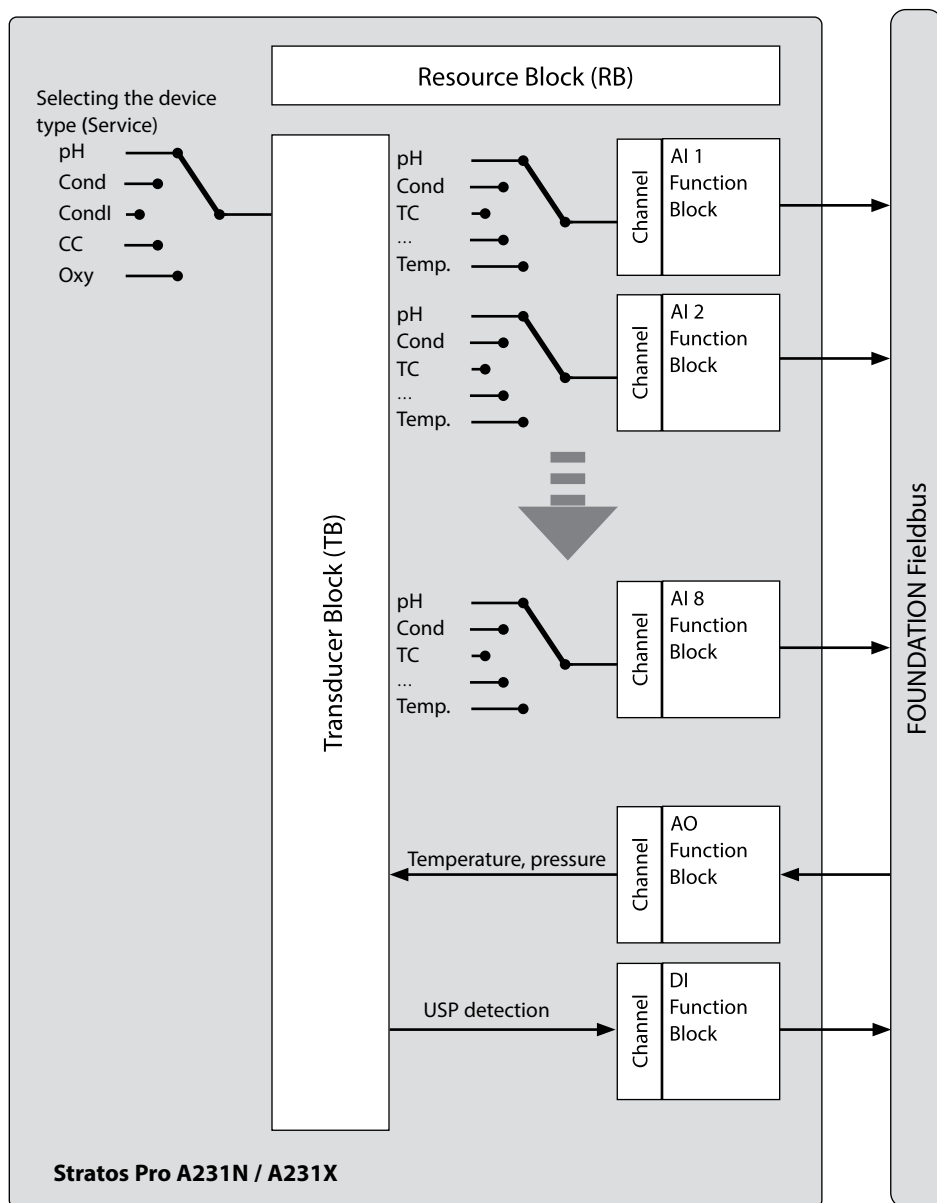 Resource Block (RB)
Selecting the device
type (Service)
pH
Cond
CondI
CC
Oxy
Transducer Block (TB)
pH
Cond
TC
...
Temp.
Channel
AI 1
Function
Block
pH
Cond
TC
...
Temp.
Channel
AI 2
Function
Block
pH
Cond
TC
...
Temp.
Channel
AI 8
Function
Block
Temperature, pressure
Channel
AO
Function
Block
USP detection
Channel
DI
Function
Block
FOUNDATION Fieldbus
Stratos Pro A231N / A231X